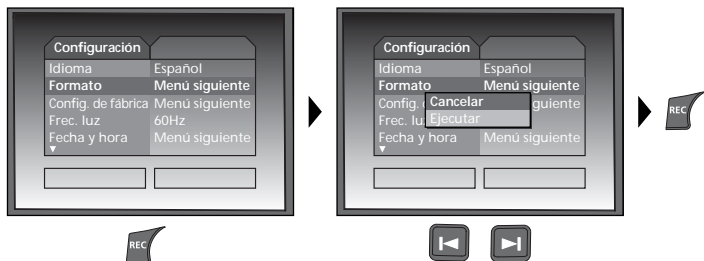 Configuración
Idioma Español
Formato Menú siguiente
Config. de fábrica Menú siguiente
Frec. luz 60Hz
Fecha y hora Menú siguiente
REC
Configuración
Idioma Español
Formato Menú siguiente
Config. guiente
Cancelar
Frec. lu
Ejecutar
Fecha y hora Menú siguiente
REC